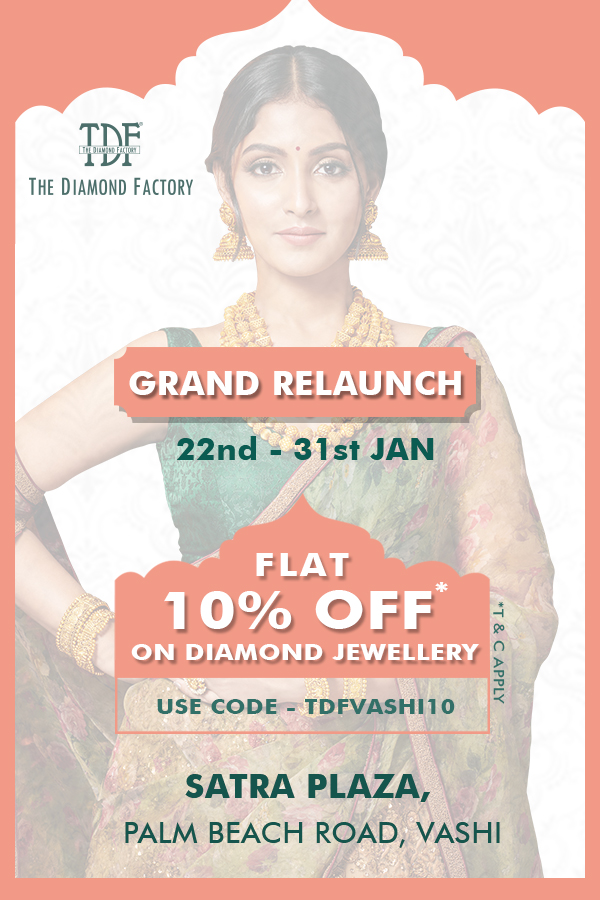 TDF®
THE DIAMOND FACTORY
THE DIAMOND FACTORY
GRAND RELAUNCH
22nd - 31st JAN
FLAT
10% OFF*
ON DIAMOND JEWELLERY
*T & C APPLY
USE CODE - TDFVASHI10
SATRA PLAZA,
PALM BEACH ROAD, VASHI